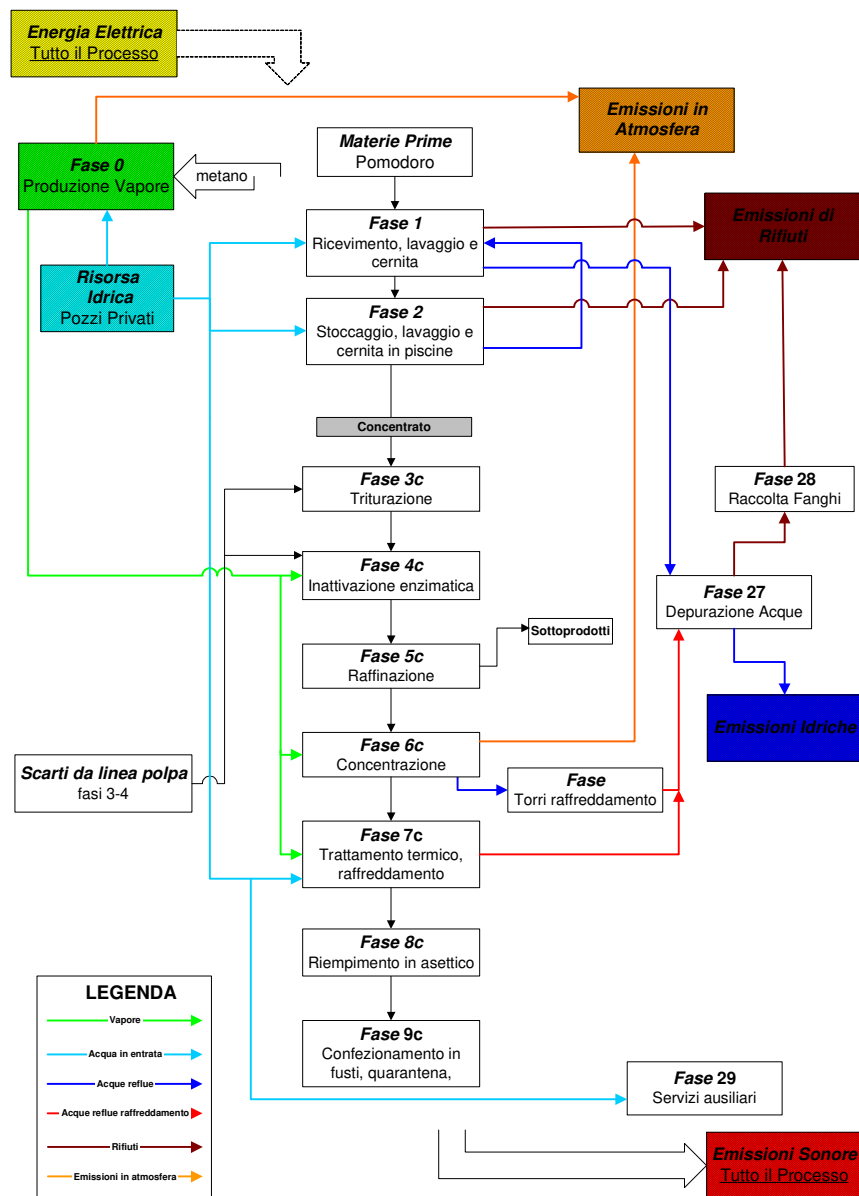 Energia Elettrica
Tutto il Processo
Emissioni in
Atmosfera
Materie Prime
Pomodoro
Fase 0
Produzione Vapore
metano
Fase 1
Ricevimento, lavaggio e
cernita
Emissioni di
Rifiuti
Risorsa
Idrica
Pozzi Privati
Fase 2
Stoccaggio, lavaggio e
cernita in piscine
Concentrato
Fase 3c
Triturazione
Fase 28
Raccolta Fanghi
Fase 4c
Inattivazione enzimatica
Fase 27
Depurazione Acque
Sottoprodotti
Fase 5c
Raffinazione
Emissioni Idriche
Fase 6c
Concentrazione
Scarti da linea polpa
fasi 3-4
Fase
Torri raffreddamento
Fase 7c
Trattamento termico,
raffreddamento
Fase 8c
Riempimento in asettico
Fase 9c
Confezionamento in
fusti, quarantena,
Fase 29
Servizi ausiliari
Emissioni Sonore
Tutto il Processo
LEGENDA
Vapore
Acqua in entrata
Acque reflue
Acque reflue raffreddamento
Rifiuti
Emissioni in atmosfera